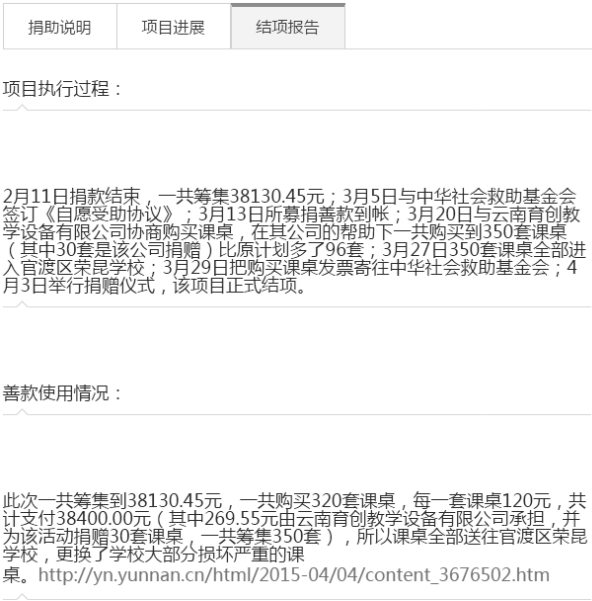 捐助说明 项目进展 结项报告
项目执行过程：
2月11日捐款结束，一共筹集38130.45元；3月5日与中华社会救助基金会
签订《自愿受助协议》；3月13日所募捐善款到帐；3月20日与云南育创教
学设备有限公司协商购买课桌，在其公司的帮助下一共购买到350套课桌
（其中30套是该公司捐赠）比原计划多了96套；3月27日350套课桌全部进
入官渡区荣昆学校；3月29日把购买课桌发票寄往中华社会救助基金会；4
月3日举行捐赠仪式，该项目正式结项。
善款使用情况：
此次一共筹集到38130.45元，一共购买320套课桌，每一套课桌120元，共
计支付38400.00元（其中269.55元由云南育创教学设备有限公司承担，并
为该活动捐赠30套课桌，一共筹集350套），所以课桌全部送往官渡区荣昆
学校，更换了学校大部分损坏严重的课
桌。http://yn.yunnan.cn/html/2015-04/04/content_3676502.htm